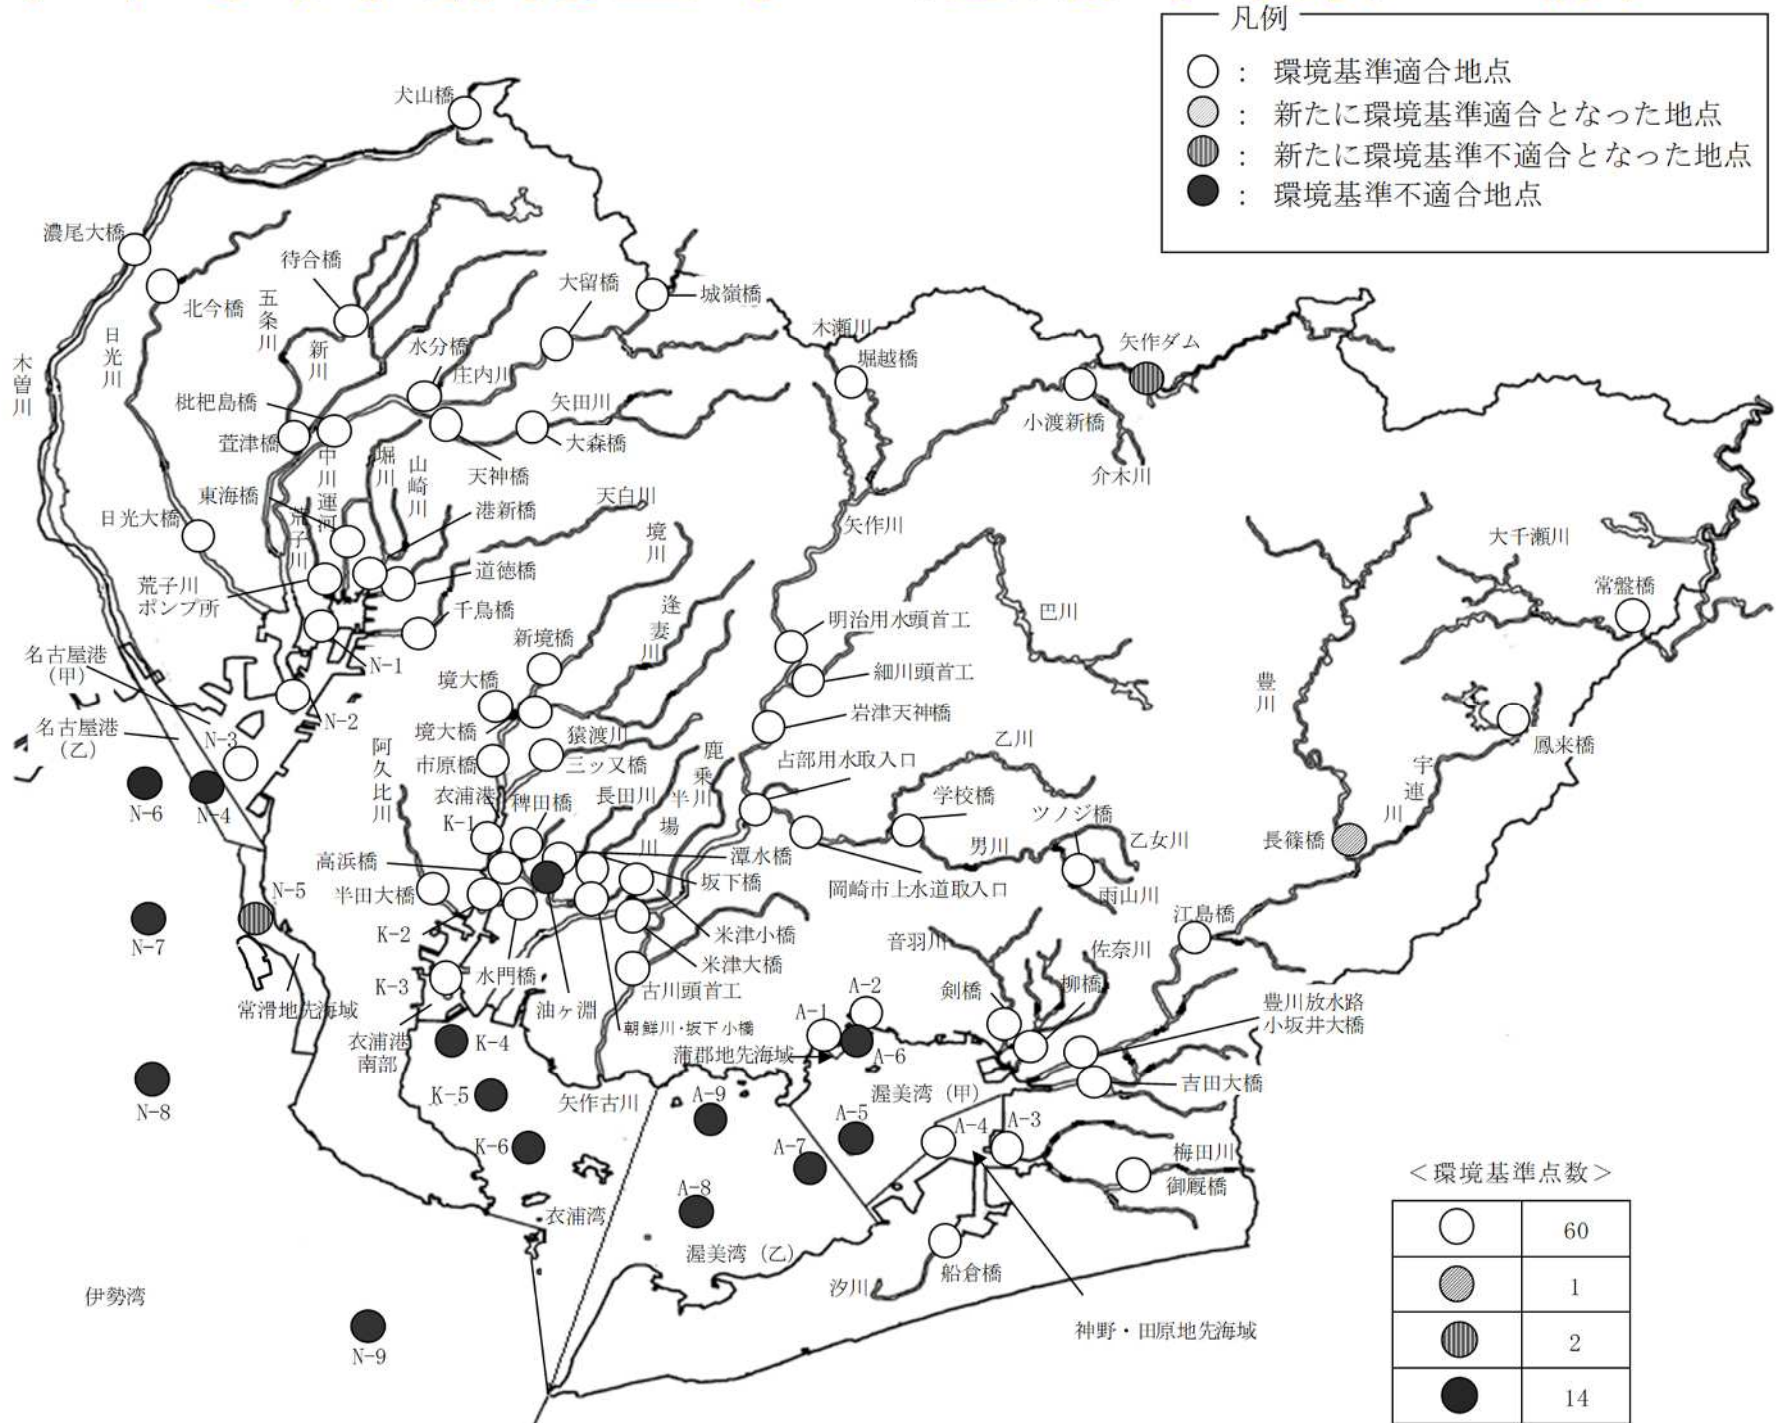 凡例
○ : 環境基準適合地点
: 新たに環境基準適合となった地点
: 新たに環境基準不適合となった地点
● : 環境基準不適合地点
犬山橋
濃尾大橋
待合橋
大留橋
城嶺橋
北今橋
五条川
日光川
新川
水分橋
庄内川
木瀬川
堀越橋
矢作ダム
木曽川
枇杷島橋
矢田川
小渡新橋
萱津橋
大森橋
中川運河
堀川
山崎川
天神橋
介木川
東海橋
荒子川
港新橋
天白川
日光大橋
境川
矢作川
大千瀬川
荒子川
ポンプ所
道徳橋
常盤橋
千鳥橋
逢妻川
巴川
明治用水頭首工
新境橋
名古屋港
(甲)
N-1
細川頭首工
境大橋
豊川
名古屋港
(乙)
N-2
岩津天神橋
N-3
境大橋
猿渡川
阿久比川
市原橋
三ッ又橋
鹿乗川
乙川
鳳来橋
占部用水取入口
宇連川
N-6
N-4
衣浦港
稗田橋
長田川
半場川
学校橋
ツノジ橋
K-1
男川
乙女川
長篠橋
高浜橋
潭水橋
坂下橋
岡崎市上水道取入口
雨山川
半田大橋
N-5
江島橋
N-7
K-2
米津小橋
音羽川
佐奈川
米津大橋
水門橋
K-3
古川頭首工
A-2
剣橋
柳橋
常滑地先海域
油ヶ淵
A-1
豊川放水路
小坂井大橋
朝鮮川・坂下小橋
衣浦港
南部
K-4
蒲郡地先海域
A-6
吉田大橋
N-8
K-5
矢作古川
A-9
渥美湾(甲)
A-5
A-4
A-3
K-6
A-7
梅田川
御厩橋
A-8
衣浦湾
渥美湾(乙)
船倉橋
汐川
伊勢湾
神野・田原地先海域
N-9
<環境基準点数>
○ 60
1
2
● 14